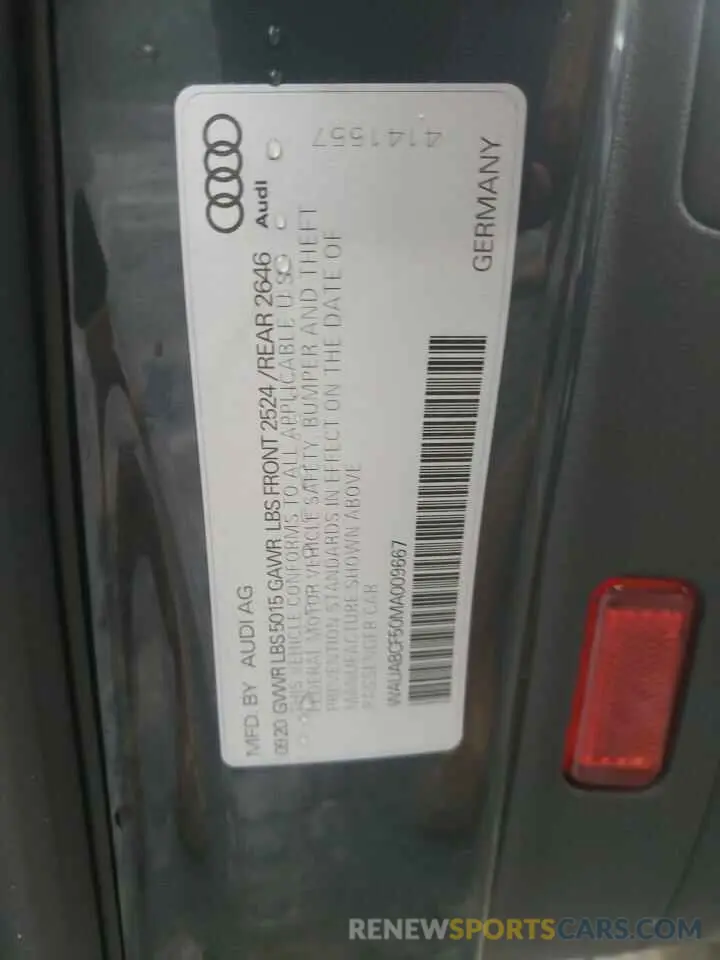 Audi
4141557
MFD. BY AUDI AG
09.20 GVWR LBS 5015 GAWR LBS FRONT 2524 / REAR 2646
THIS VEHICLE CONFORMS TO ALL APPLICABLE U.S.
FEDERAL MOTOR VEHICLE SAFETY, BUMPER AND THEFT
PREVENTION STANDARDS IN EFFECT ON THE DATE OF
MANUFACTURE SHOWN ABOVE
PASSENGER CAR
WAUABCF50MA009667
GERMANY
RENEWSPORTSCARS.COM